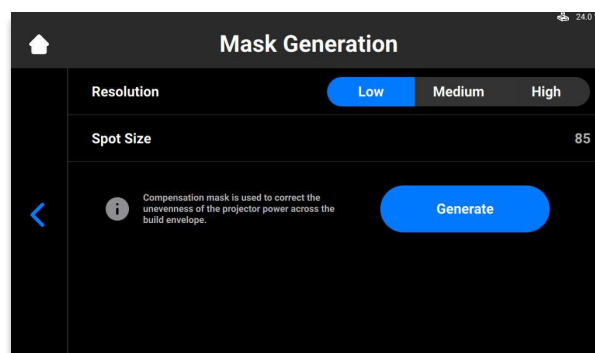 24.0
Mask Generation
Resolution
Low
Medium
High
Spot Size
85
Compensation mask is used to correct the
unevenness of the projector power across the
build envelope.
Generate